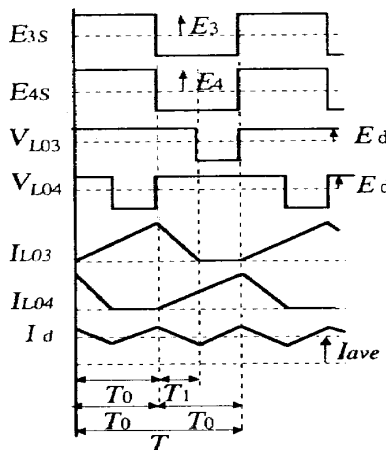 E3S
E3
E4S
E4
VL03
Ed
VL04
Ed
IL03
IL04
Id
Iave
T0 T1
T0 T0
T